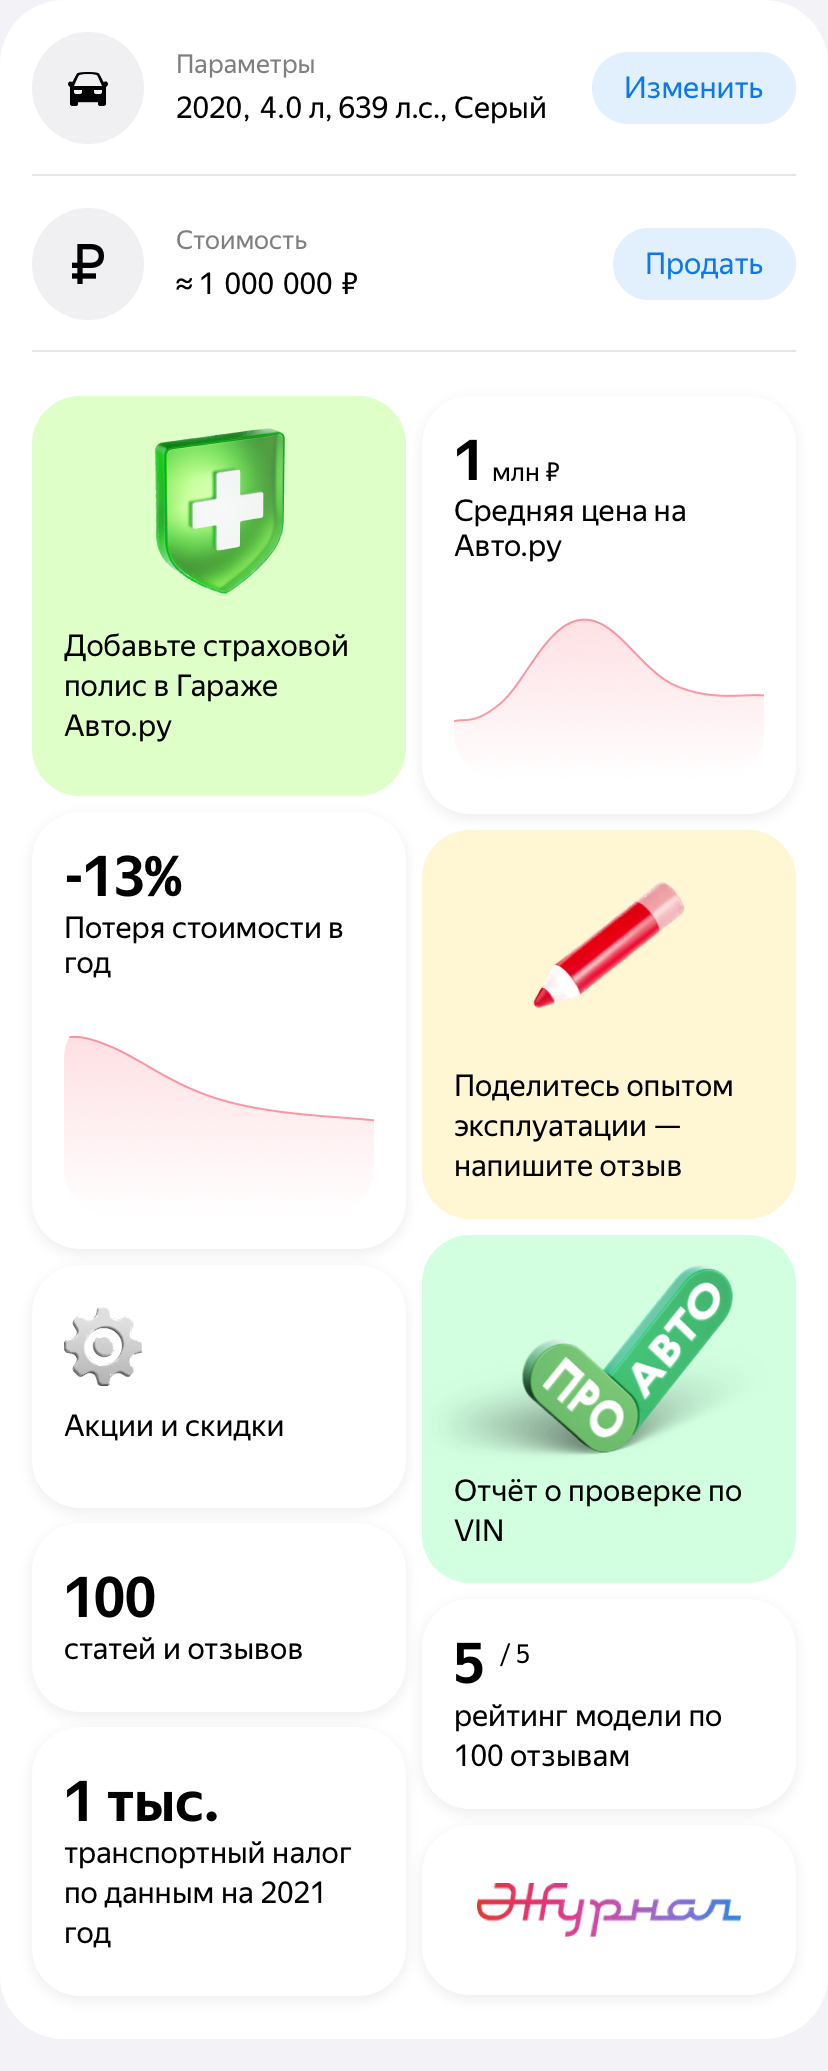 Параметры
2020, 4.0 л, 639 л.с., Серый
Изменить
₽
Стоимость
≈ 1 000 000 ₽
Продать
Добавьте страховой
полис в Гараже
Авто.ру
1 млн ₽
Средняя цена на
Авто.ру
-13%
Потеря стоимости в
год
Поделитесь опытом
эксплуатации —
напишите отзыв
Акции и скидки
ПРО
АВТО
Отчёт о проверке по
VIN
100
статей и отзывов
5 / 5
рейтинг модели по
100 отзывам
1 тыс.
транспортный налог
по данным на 2021
год
Журнал